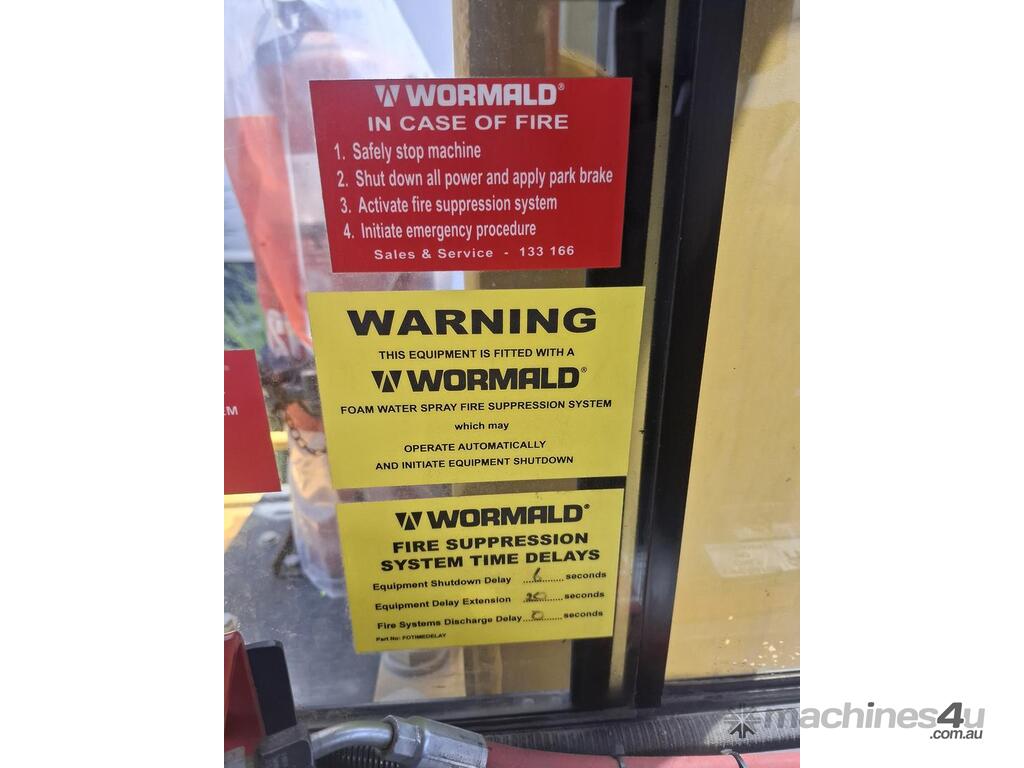 WORMALD®
IN CASE OF FIRE
1. Safely stop machine
2. Shut down all power and apply park brake
3. Activate fire suppression system
4. Initiate emergency procedure
Sales & Service - 133 166
WARNING
THIS EQUIPMENT IS FITTED WITH A
WORMALD®
FOAM WATER SPRAY FIRE SUPPRESSION SYSTEM
which may
OPERATE AUTOMATICALLY
AND INITIATE EQUIPMENT SHUTDOWN
WORMALD®
FIRE SUPPRESSION
SYSTEM TIME DELAYS
Equipment Shutdown Delay ...6... seconds
Equipment Delay Extension ...20... seconds
Fire Systems Discharge Delay ...0... seconds
Part No: FOTIMEDELAY
machines4u
.com.au